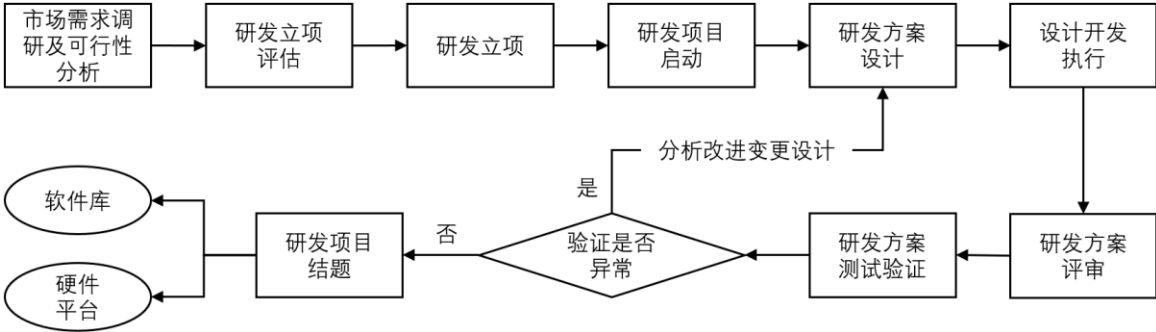 市场需求调
研及可行性
分析
研发立项
评估
研发立项
研发项目
启动
研发方案
设计
设计开发
执行
分析改进变更设计
是
软件库
硬件
平台
研发项目
结题
否
验证是否
异常
研发方案
测试验证
研发方案
评审